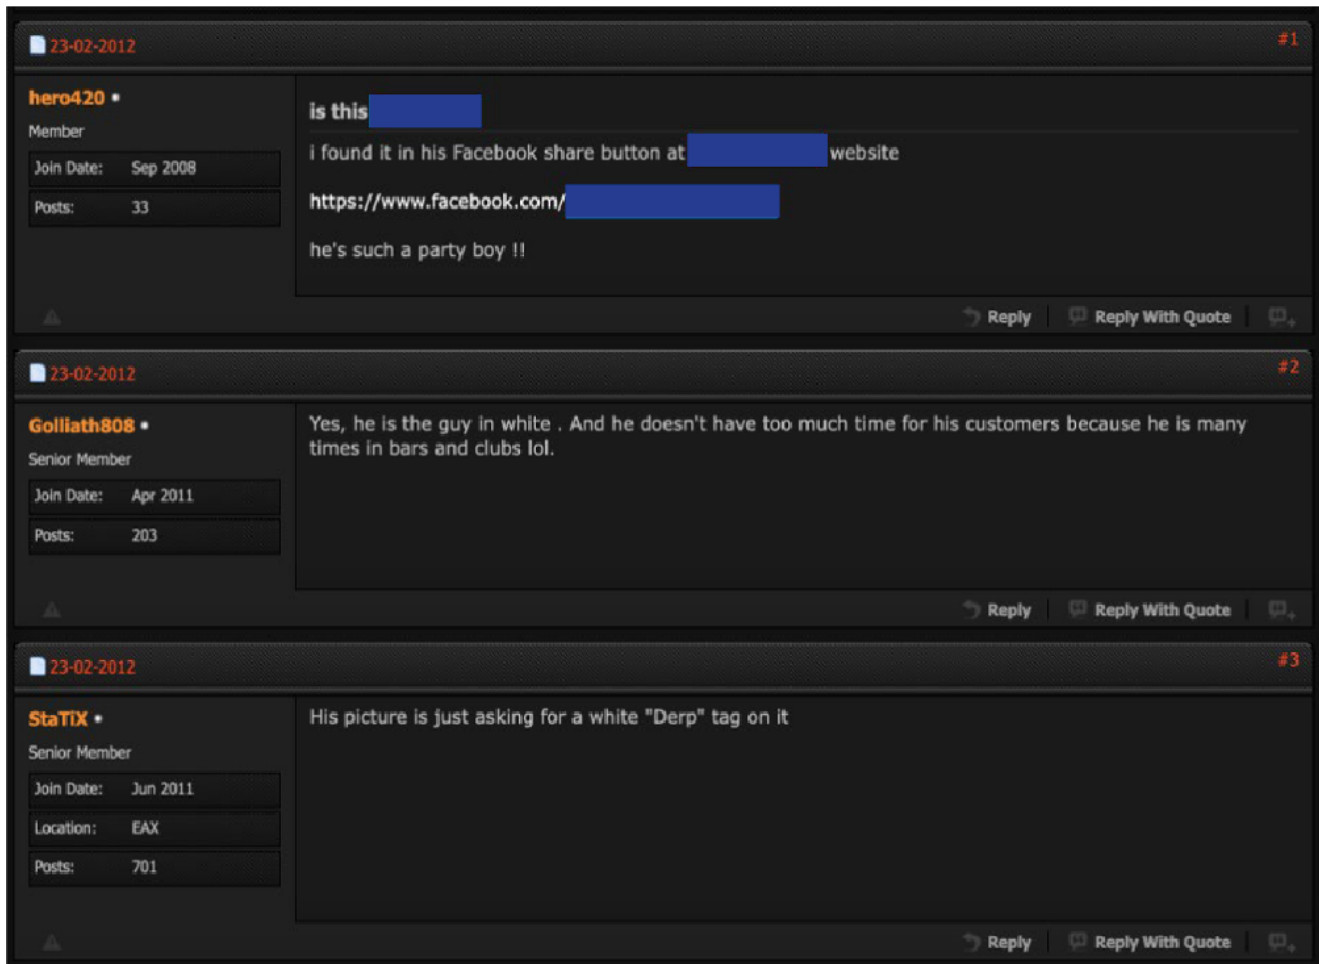 23-02-2012
#1
hero420
Member
Join Date: Sep 2008
Posts: 33
is this
i found it in his Facebook share button at website
https://www.facebook.com/
he's such a party boy !!
Reply
Reply With Quote
23-02-2012
#2
Golliath808
Senior Member
Join Date: Apr 2011
Posts: 203
Yes, he is the guy in white . And he doesn't have too much time for his customers because he is many
times in bars and clubs lol.
Reply
Reply With Quote
23-02-2012
#3
StaTiX
Senior Member
Join Date: Jun 2011
Location: EAX
Posts: 701
His picture is just asking for a white "Derp" tag on it
Reply
Reply With Quote